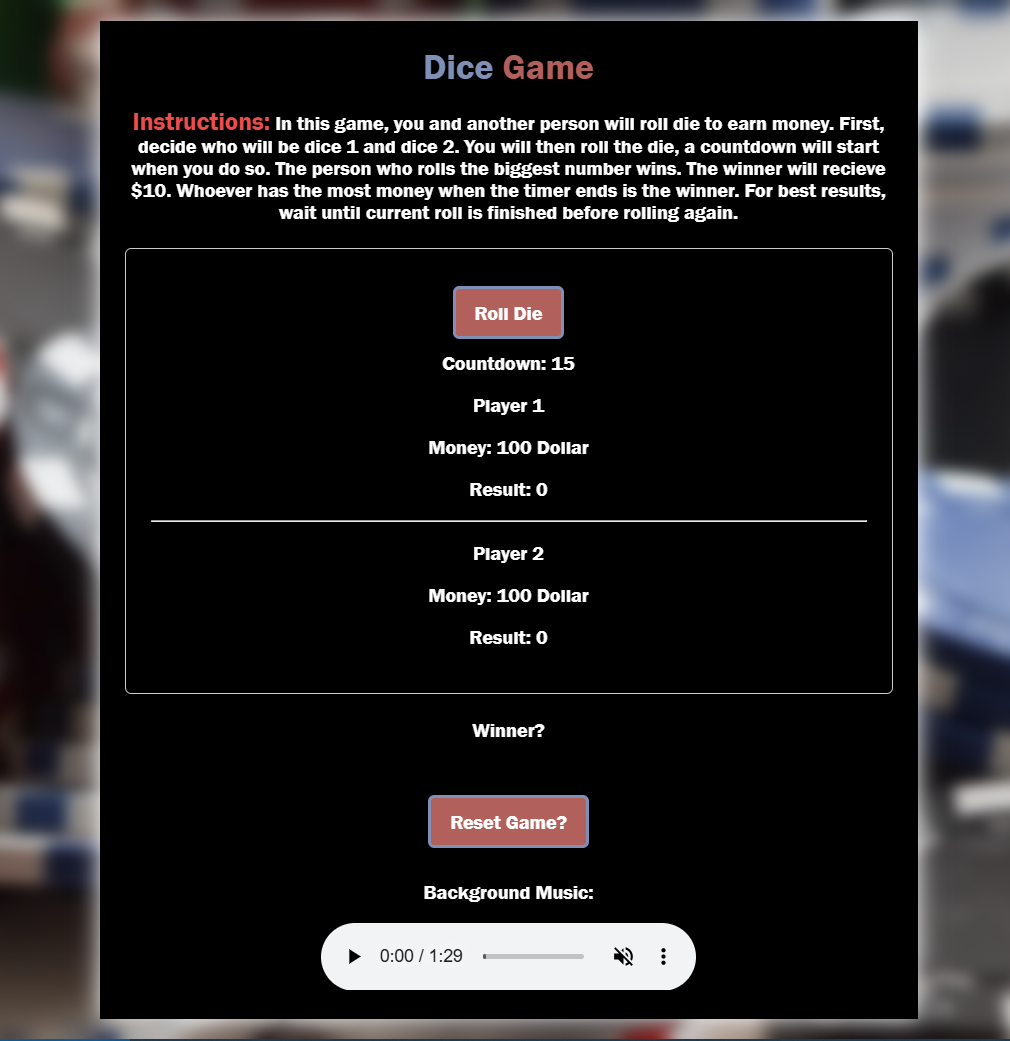 Dice Game
Instructions: In this game, you and another person will roll die to earn money. First,
decide who will be dice 1 and dice 2. You will then roll the die, a countdown will start
when you do so. The person who rolls the biggest number wins. The winner will recieve
$10. Whoever has the most money when the timer ends is the winner. For best results,
wait until current roll is finished before rolling again.
Roll Die
Countdown: 15
Player 1
Money: 100 Dollar
Result: 0
Player 2
Money: 100 Dollar
Result: 0
Winner?
Reset Game?
Background Music:
0:00 / 1:29